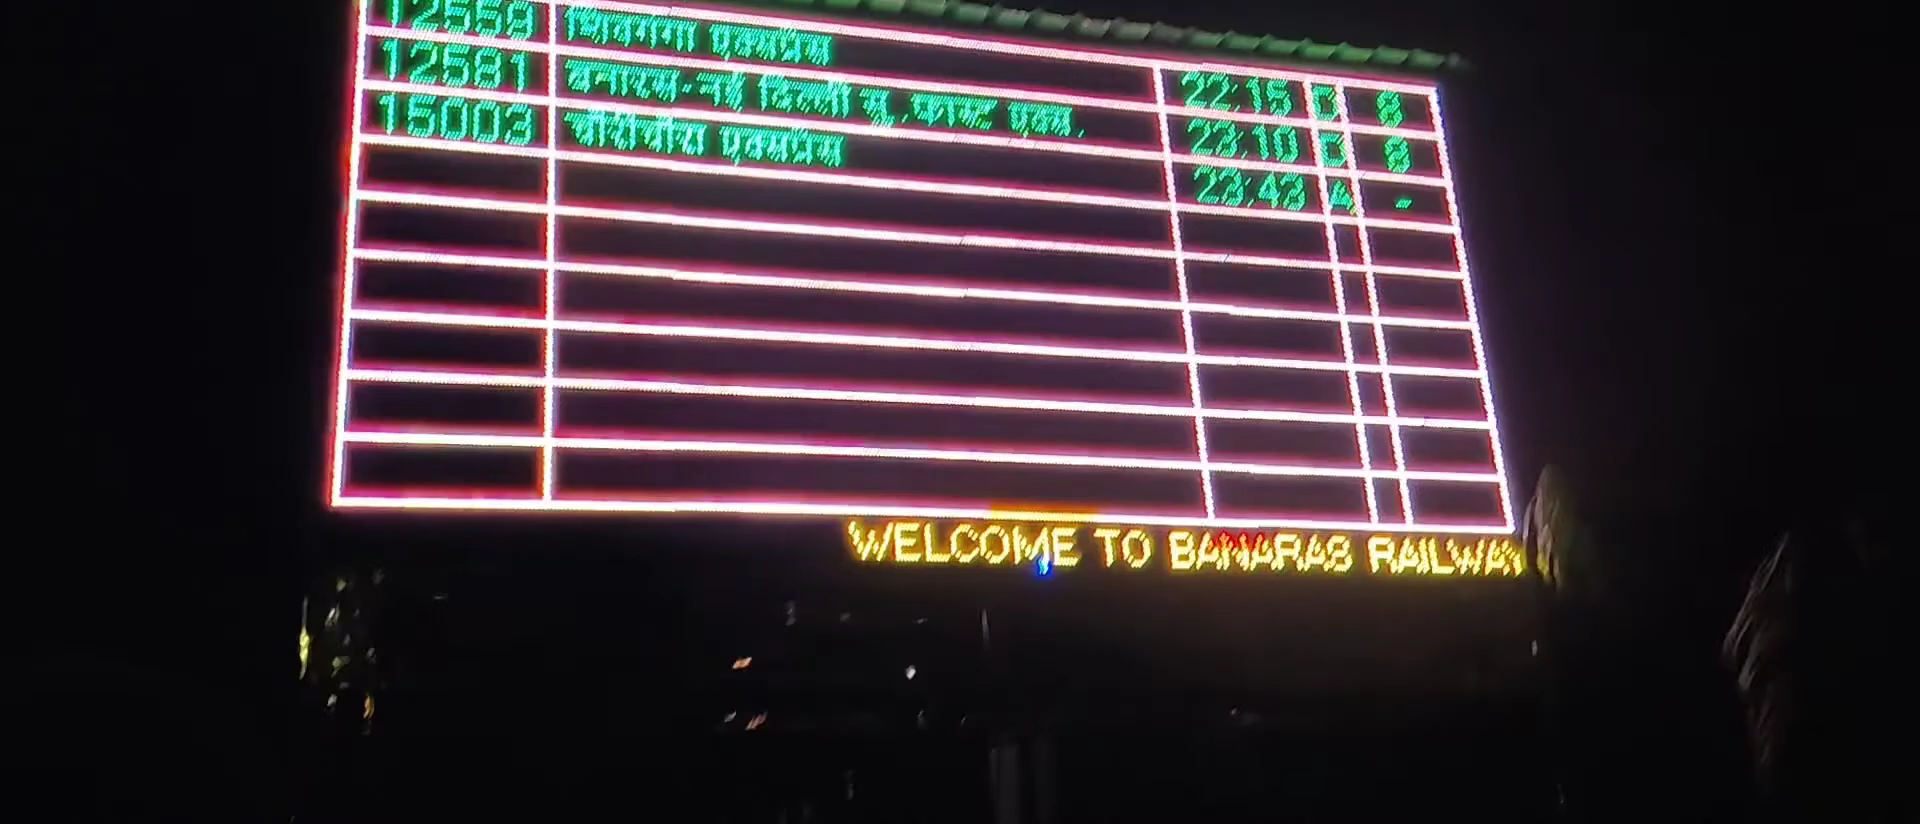 12559 शिवगंगा एक्सप्रेस 22:15 D 8
12581 बनारस-नई दिल्ली सु.फास्ट एक्स. 23:10 D 8
15003 चौरीचौरा एक्सप्रेस 23:43 A -
WELCOME TO BANARAS RAILWAY